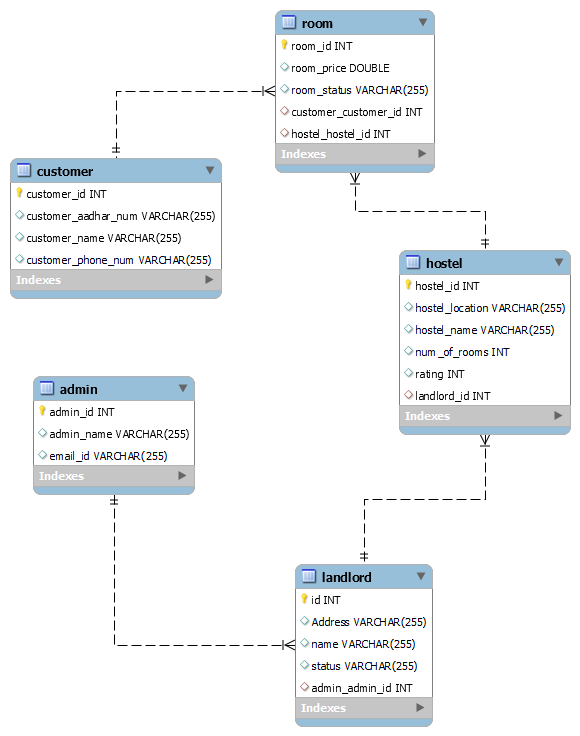 room
room_id INT
room_price DOUBLE
room_status VARCHAR(255)
customer_customer_id INT
hostel_hostel_id INT
Indexes
customer
customer_id INT
customer_aadhar_num VARCHAR(255)
customer_name VARCHAR(255)
customer_phone_num VARCHAR(255)
Indexes
hostel
hostel_id INT
hostel_location VARCHAR(255)
hostel_name VARCHAR(255)
num_of_rooms INT
rating INT
landlord_id INT
Indexes
admin
admin_id INT
admin_name VARCHAR(255)
email_id VARCHAR(255)
Indexes
landlord
id INT
Address VARCHAR(255)
name VARCHAR(255)
status VARCHAR(255)
admin_admin_id INT
Indexes